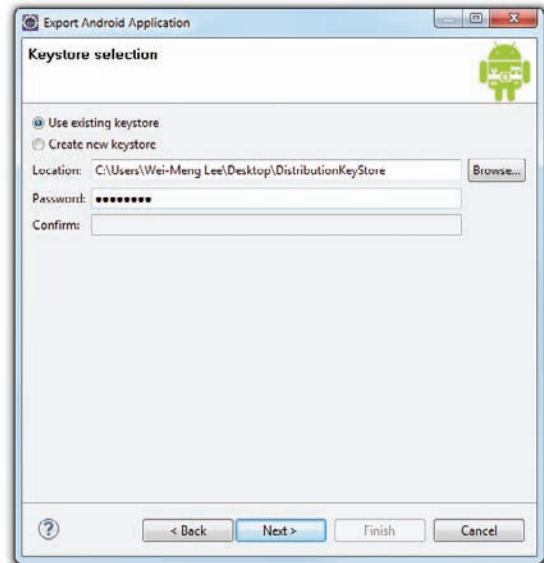 Export Android Application
Keystore selection
Use existing keystore
Create new keystore
Location: C:\Users\Wei-Meng Lee\Desktop\DistributionKeyStore Browse...
Password: ••••••••
Confirm:
? < Back Next > Finish Cancel